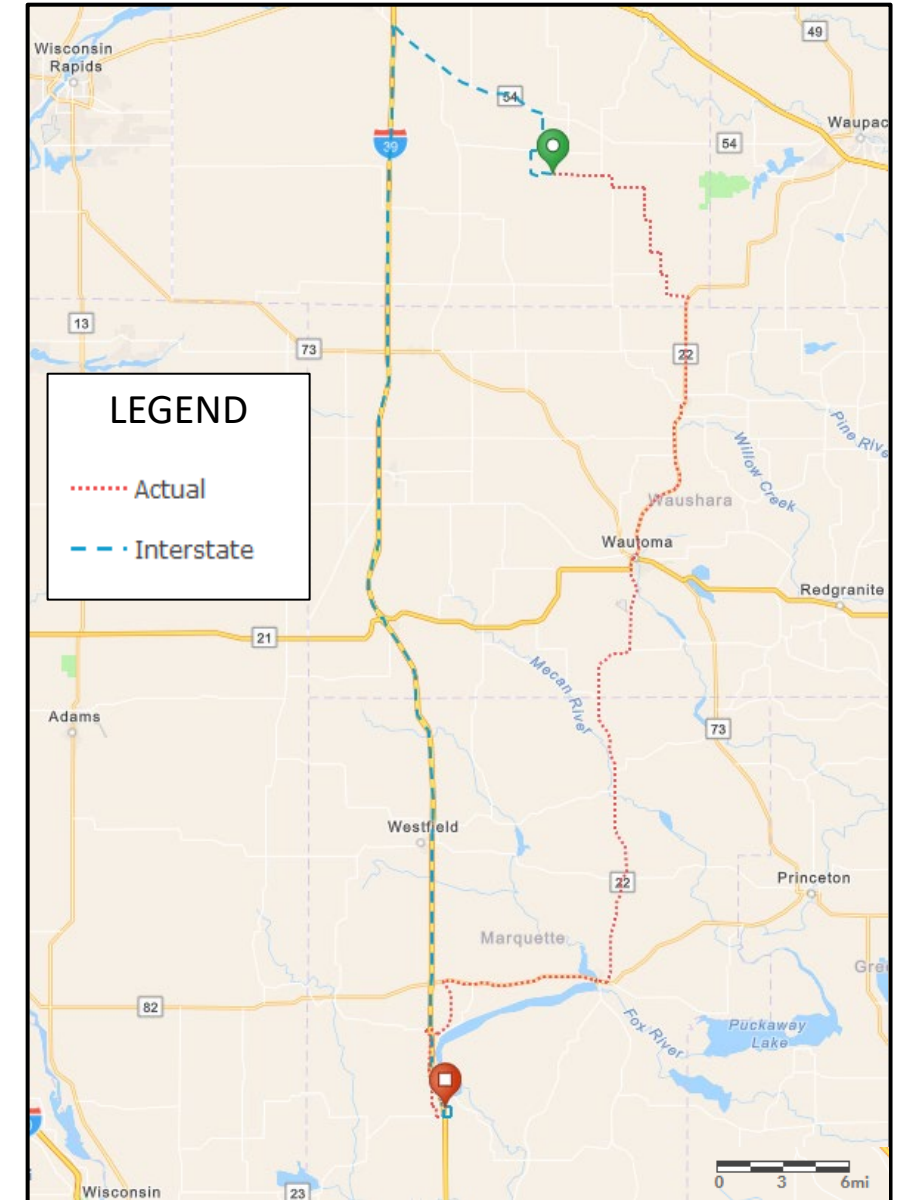 49
Wisconsin
Rapids
54
Waupac
39
54
13
73
22
LEGEND
Actual
Interstate
Pine Rive
Willow Creek
Waushara
Wautoma
Redgranite
21
Mecan River
Adams
73
Westfield
22
Princeton
Marquette
Gree
82
Fox River
Puckaway
Lake
0 3 6mi
Wisconsin
23